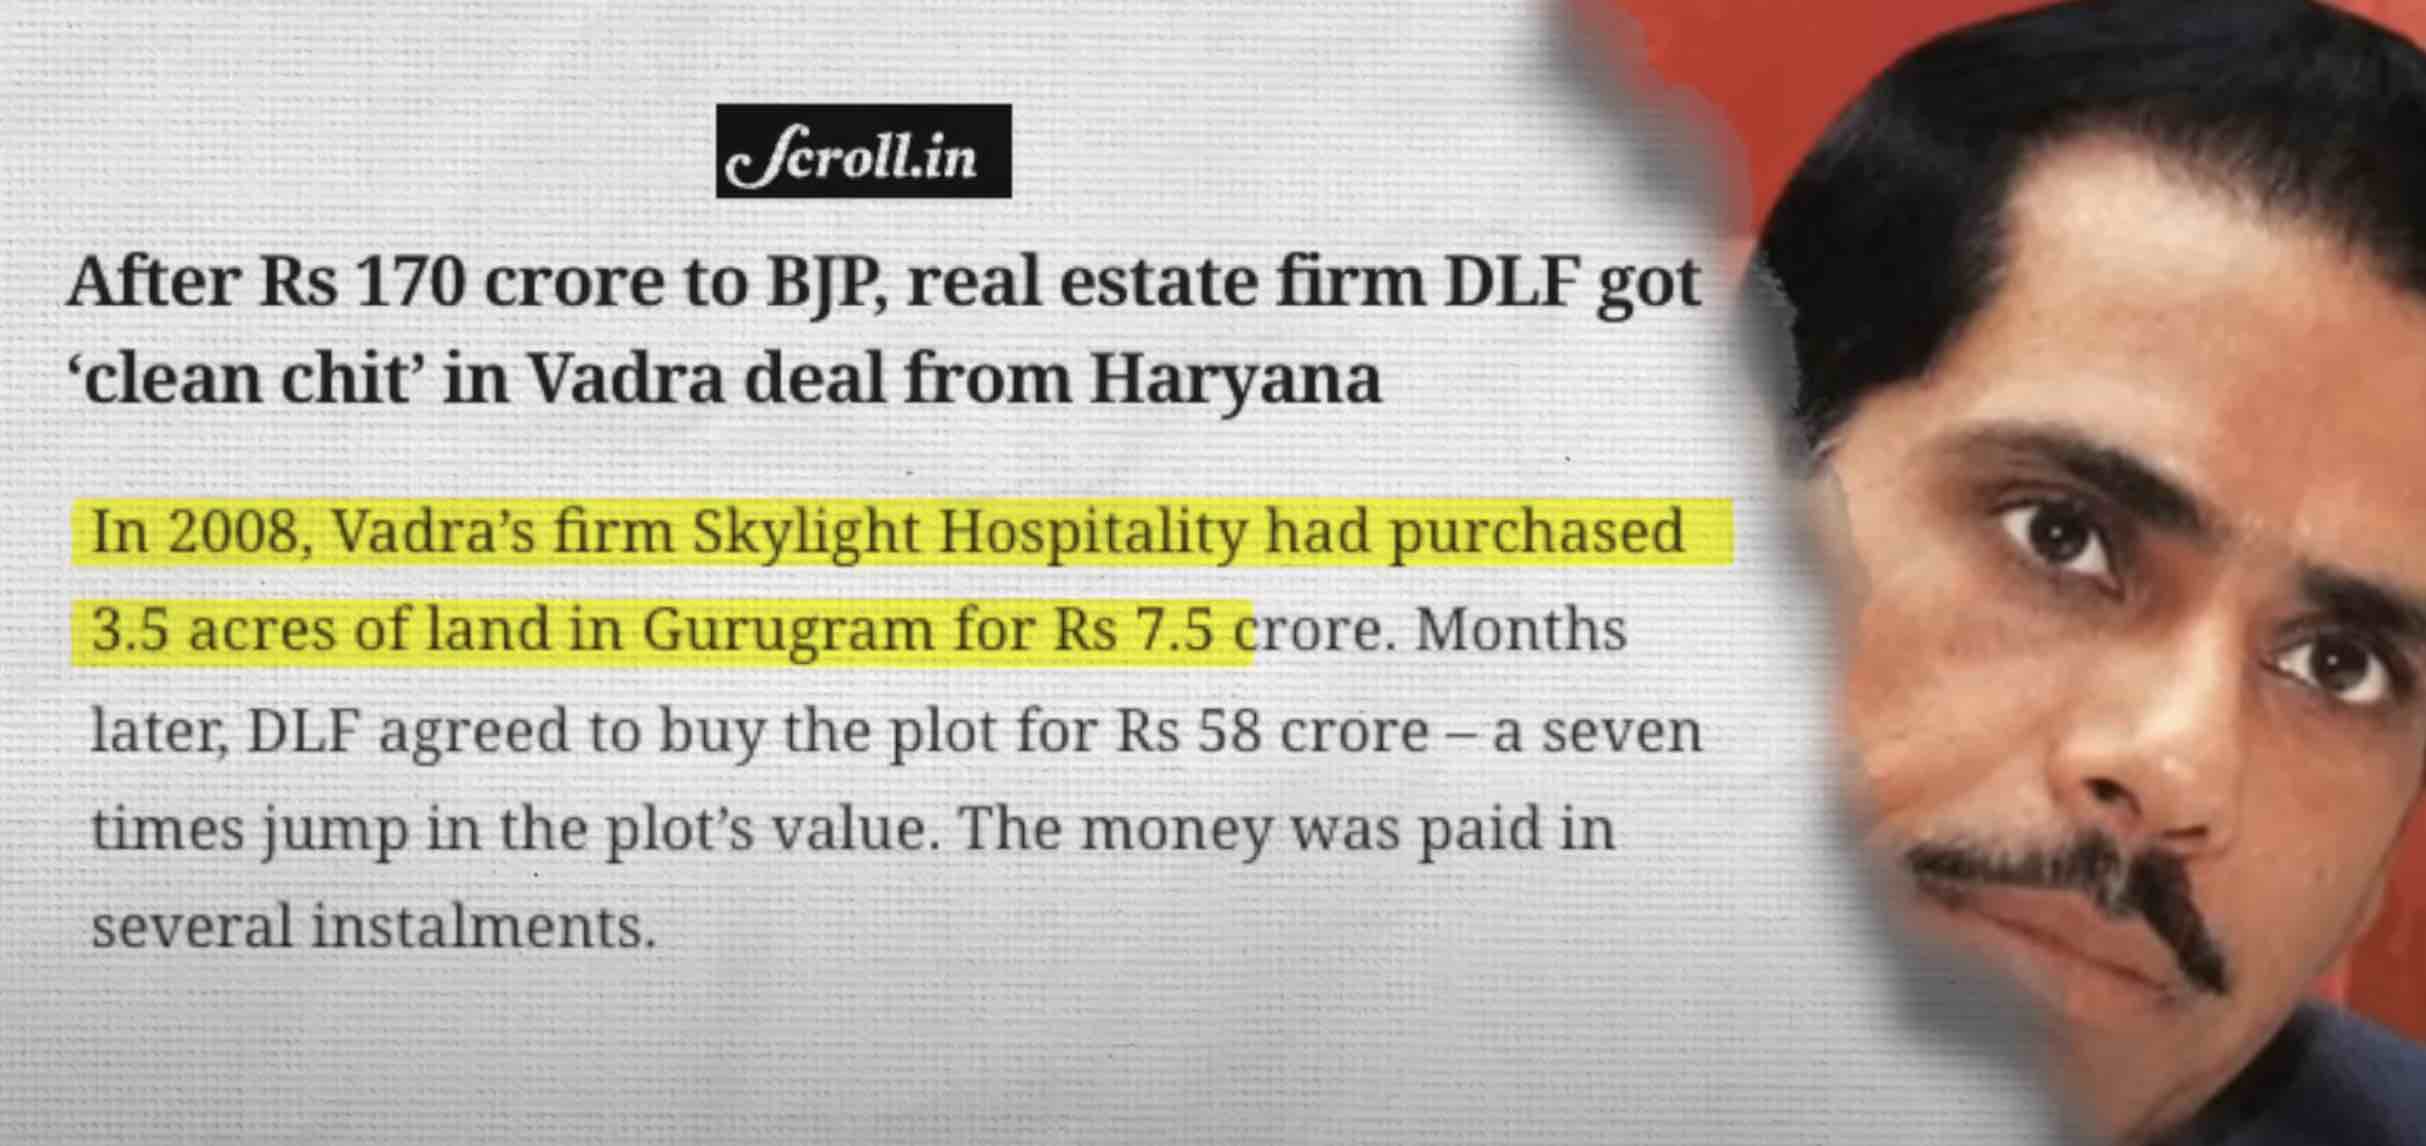 Scroll.in
After Rs 170 crore to BJP, real estate firm DLF got
‘clean chit’ in Vadra deal from Haryana
In 2008, Vadra’s firm Skylight Hospitality had purchased
3.5 acres of land in Gurugram for Rs 7.5 crore. Months
later, DLF agreed to buy the plot for Rs 58 crore – a seven
times jump in the plot’s value. The money was paid in
several instalments.